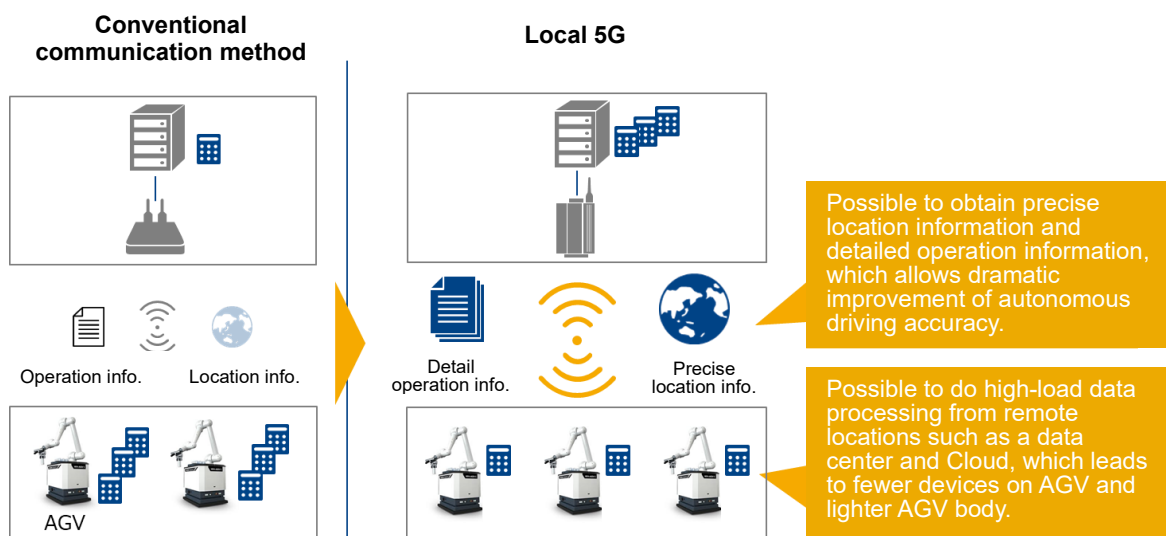 Conventional
communication method
Local 5G
Operation info.
Location info.
Detail
operation info.
Precise
location info.
AGV
Possible to obtain precise
location information and
detailed operation information,
which allows dramatic
improvement of autonomous
driving accuracy.
Possible to do high-load data
processing from remote
locations such as a data
center and Cloud, which leads
to fewer devices on AGV and
lighter AGV body.